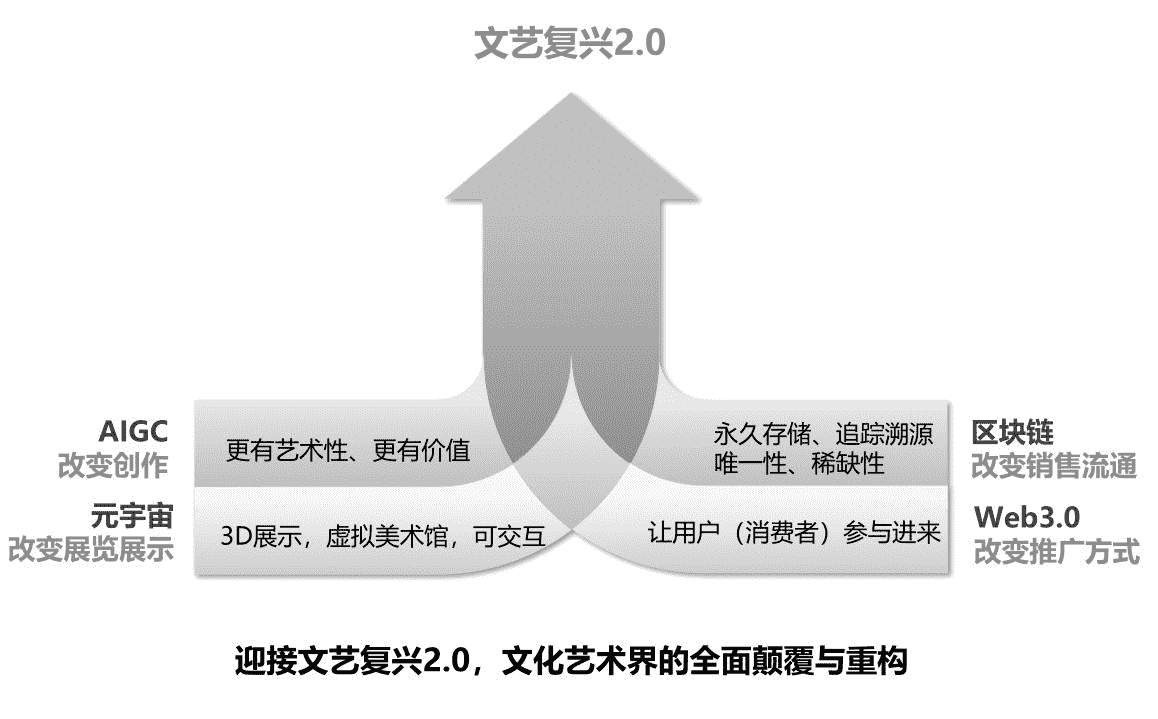 文艺复兴2.0
AIGC
改变创作
更有艺术性、更有价值
永久存储、追踪溯源
唯一性、稀缺性
区块链
改变销售流通
元宇宙
改变展览展示
3D展示，虚拟美术馆，可交互
让用户（消费者）参与进来
Web3.0
改变推广方式
迎接文艺复兴2.0，文化艺术界的全面颠覆与重构